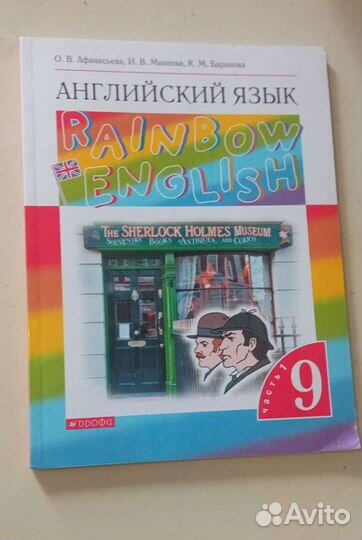 О. В. Афанасьева, И. В. Михеева, К. М. Баранова
АНГЛИЙСКИЙ ЯЗЫК
RAINBOW
ENGLISH
THE SHERLOCK HOLMES MUSEUM
SOUVENIRS BOOKS ANTIQUES AND CURIOS
часть 1
9
дрофа
Avito